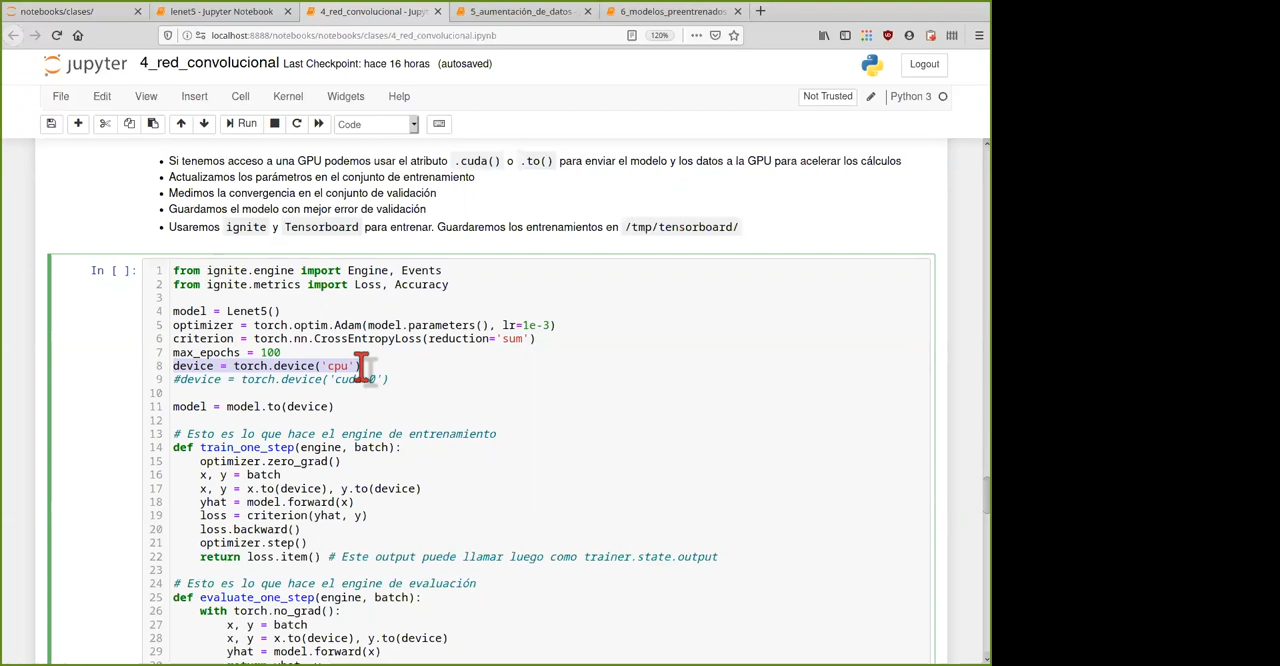 notebooks/clases/
lenet5 - Jupyter Notebook
4_red_convolucional - Jupyt
5_aumentación_de_datos -
6_modelos_preentrenados
localhost:8888/notebooks/notebooks/clases/4_red_convolucional.ipynb
120%
jupyter 4_red_convolucional Last Checkpoint: hace 16 horas (autosaved)
Logout
File Edit View Insert Cell Kernel Widgets Help
Not Trusted
Python 3
Run
Code
• Si tenemos acceso a una GPU podemos usar el atributo .cuda() o .to() para enviar el modelo y los datos a la GPU para acelerar los cálculos
• Actualizamos los parámetros en el conjunto de entrenamiento
• Medimos la convergencia en el conjunto de validación
• Guardamos el modelo con mejor error de validación
• Usaremos ignite y Tensorboard para entrenar. Guardaremos los entrenamientos en /tmp/tensorboard/
In [ ]:
1 from ignite.engine import Engine, Events
2 from ignite.metrics import Loss, Accuracy
3
4 model = Lenet5()
5 optimizer = torch.optim.Adam(model.parameters(), lr=1e-3)
6 criterion = torch.nn.CrossEntropyLoss(reduction='sum')
7 max_epochs = 100
8 device = torch.device('cpu')
9 #device = torch.device('cud 0')
10
11 model = model.to(device)
12
13 # Esto es lo que hace el engine de entrenamiento
14 def train_one_step(engine, batch):
15 optimizer.zero_grad()
16 x, y = batch
17 x, y = x.to(device), y.to(device)
18 yhat = model.forward(x)
19 loss = criterion(yhat, y)
20 loss.backward()
21 optimizer.step()
22 return loss.item() # Este output puede llamar luego como trainer.state.output
23
24 # Esto es lo que hace el engine de evaluación
25 def evaluate_one_step(engine, batch):
26 with torch.no_grad():
27 x, y = batch
28 x, y = x.to(device), y.to(device)
29 yhat = model.forward(x)